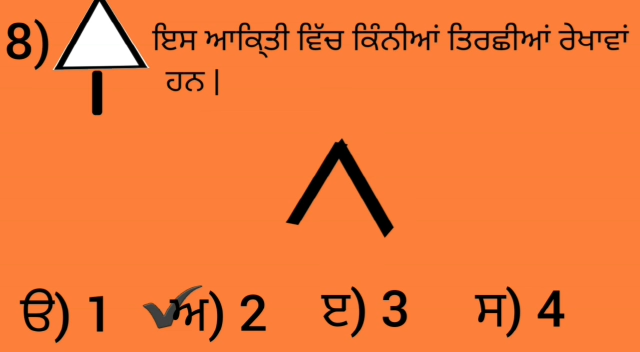 8) ਇਸ ਆਕ੍ਰਿਤੀ ਵਿੱਚ ਕਿੰਨੀਆਂ ਤਿਰਛੀਆਂ ਰੇਖਾਵਾਂ
ਹਨ |
ੳ) 1 ਅ) 2 ੲ) 3 ਸ) 4